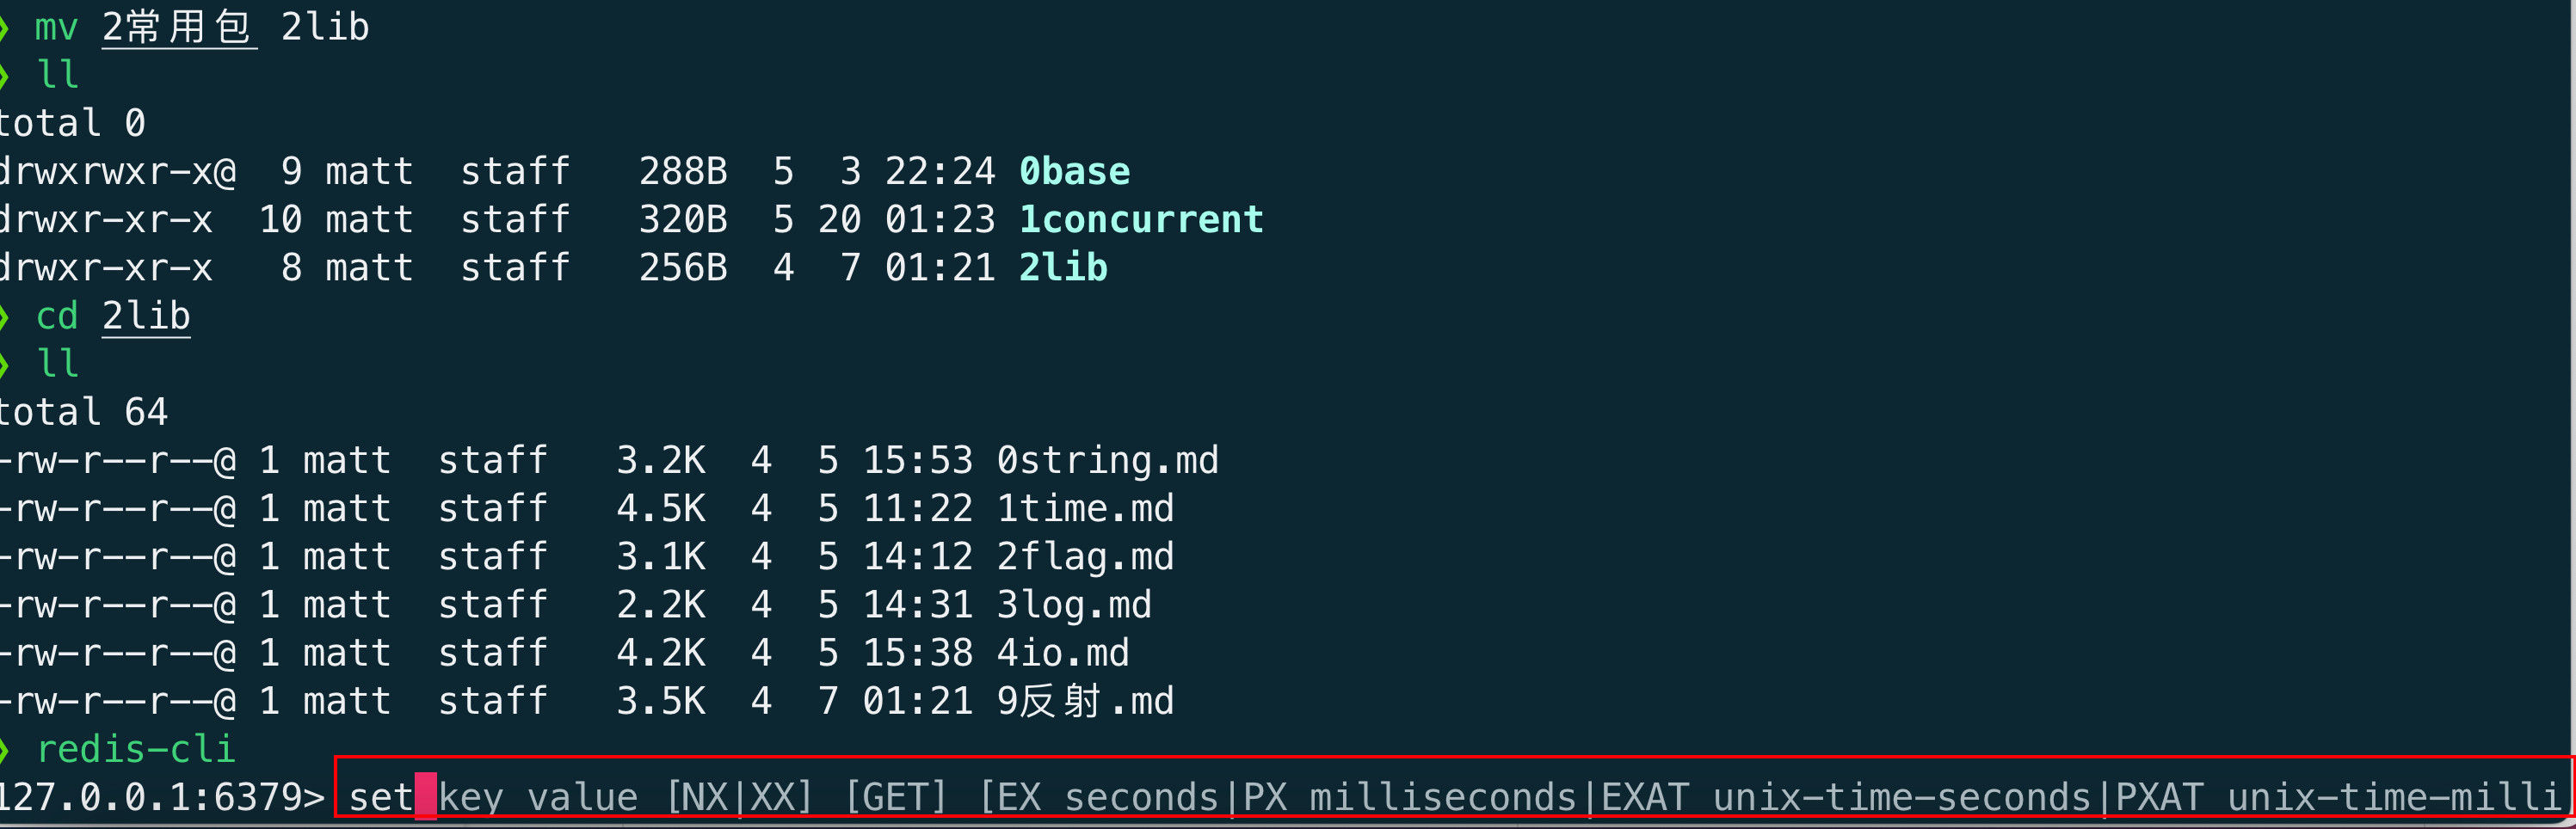 ❯ mv 2常用包 2lib
❯ ll
total 0
drwxrwxr-x@  9 matt  staff   288B  5  3 22:24 0base
drwxr-xr-x  10 matt  staff   320B  5 20 01:23 1concurrent
drwxr-xr-x   8 matt  staff   256B  4  7 01:21 2lib
❯ cd 2lib
❯ ll
total 64
-rw-r--r--@ 1 matt  staff   3.2K  4  5 15:53 0string.md
-rw-r--r--@ 1 matt  staff   4.5K  4  5 11:22 1time.md
-rw-r--r--@ 1 matt  staff   3.1K  4  5 14:12 2flag.md
-rw-r--r--@ 1 matt  staff   2.2K  4  5 14:31 3log.md
-rw-r--r--@ 1 matt  staff   4.2K  4  5 15:38 4io.md
-rw-r--r--@ 1 matt  staff   3.5K  4  7 01:21 9反射.md
❯ redis-cli
127.0.0.1:6379> set key value [NX|XX] [GET] [EX seconds|PX milliseconds|EXAT unix-time-seconds|PXAT unix-time-milli